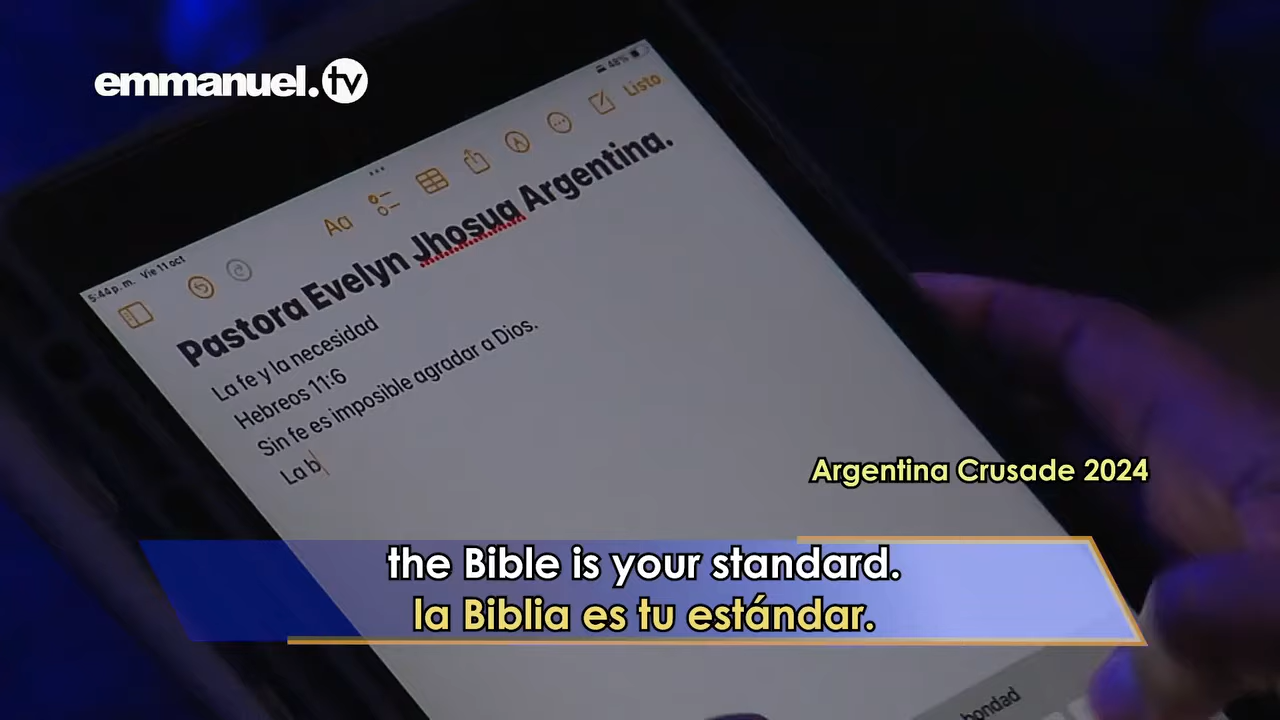 emmanuel.tv
48%
5:44 p. m. Vie 11 oct
Aa
Listo
Pastora Evelyn Jhosua Argentina.
La fe y la necesidad
Hebreos 11:6
Sin fe es imposible agradar a Dios.
La b
Argentina Crusade 2024
the Bible is your standard.
la Biblia es tu estándar.
bondad